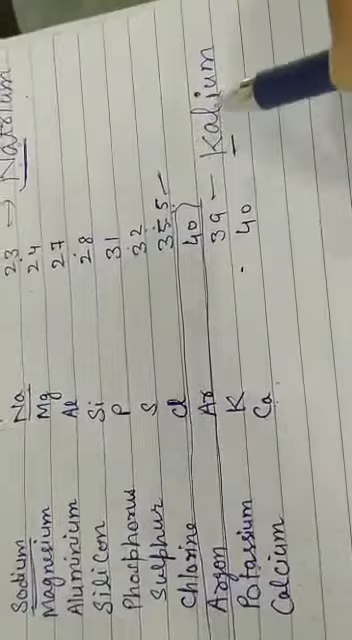 Sodium Na 23 → Natrium
Magnesium Mg 24
Aluminium Al 27
Silicon Si 28
Phosphorus P 31
Sulphur S 32
Chlorine Cl 35.5 –
Argon Ar 40
Potassium K 39 – Kalium
Calcium Ca 40